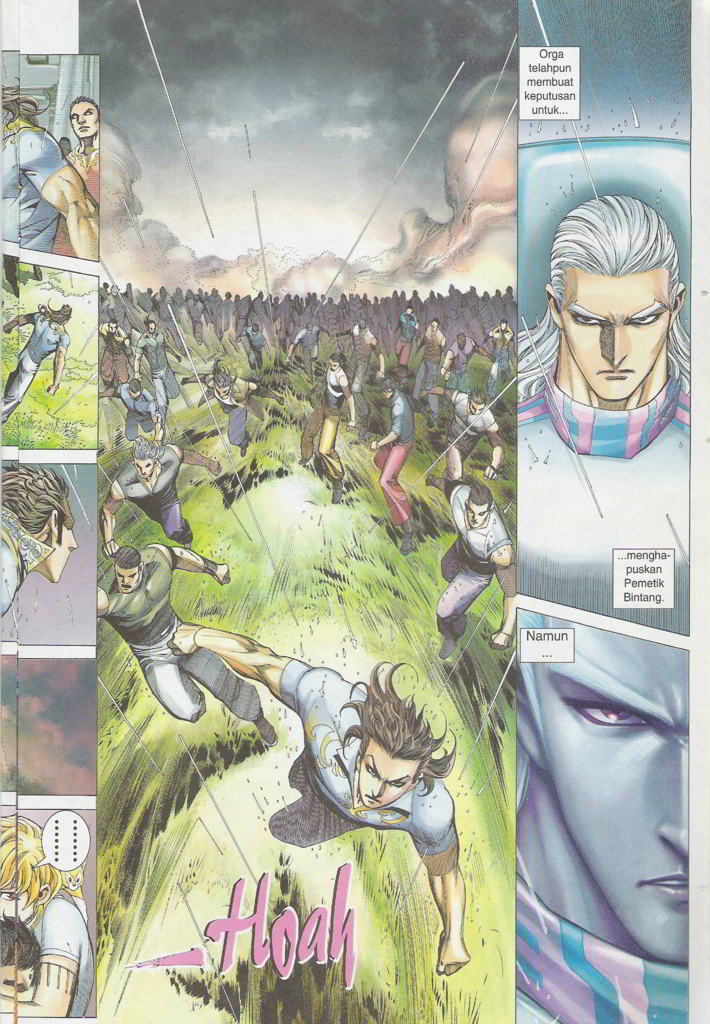 Orga
telahpun
membuat
keputusan
untuk...
...mengha-
puskan
Pemetik
Bintang.
Namun
...
Hoah